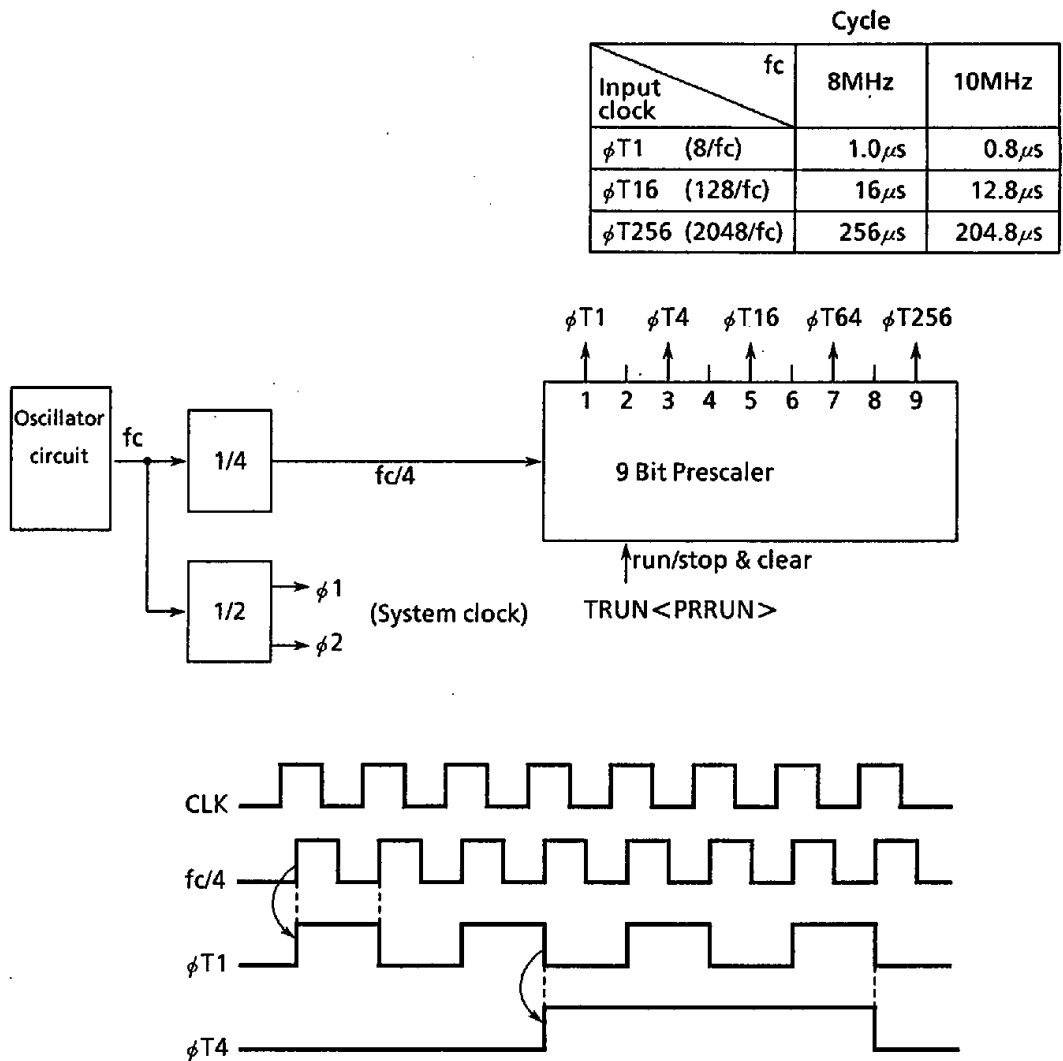 Cycle
fc
Input
clock
8MHz
10MHz
ϕT1 (8/fc) 1.0μs 0.8μs
ϕT16 (128/fc) 16μs 12.8μs
ϕT256 (2048/fc) 256μs 204.8μs
ϕT1 ϕT4 ϕT16 ϕT64 ϕT256
1 2 3 4 5 6 7 8 9
Oscillator
circuit
fc
1/4
fc/4
9 Bit Prescaler
run/stop & clear
TRUN<PRRUN>
1/2
ϕ1
ϕ2
(System clock)
CLK
fc/4
ϕT1
ϕT4